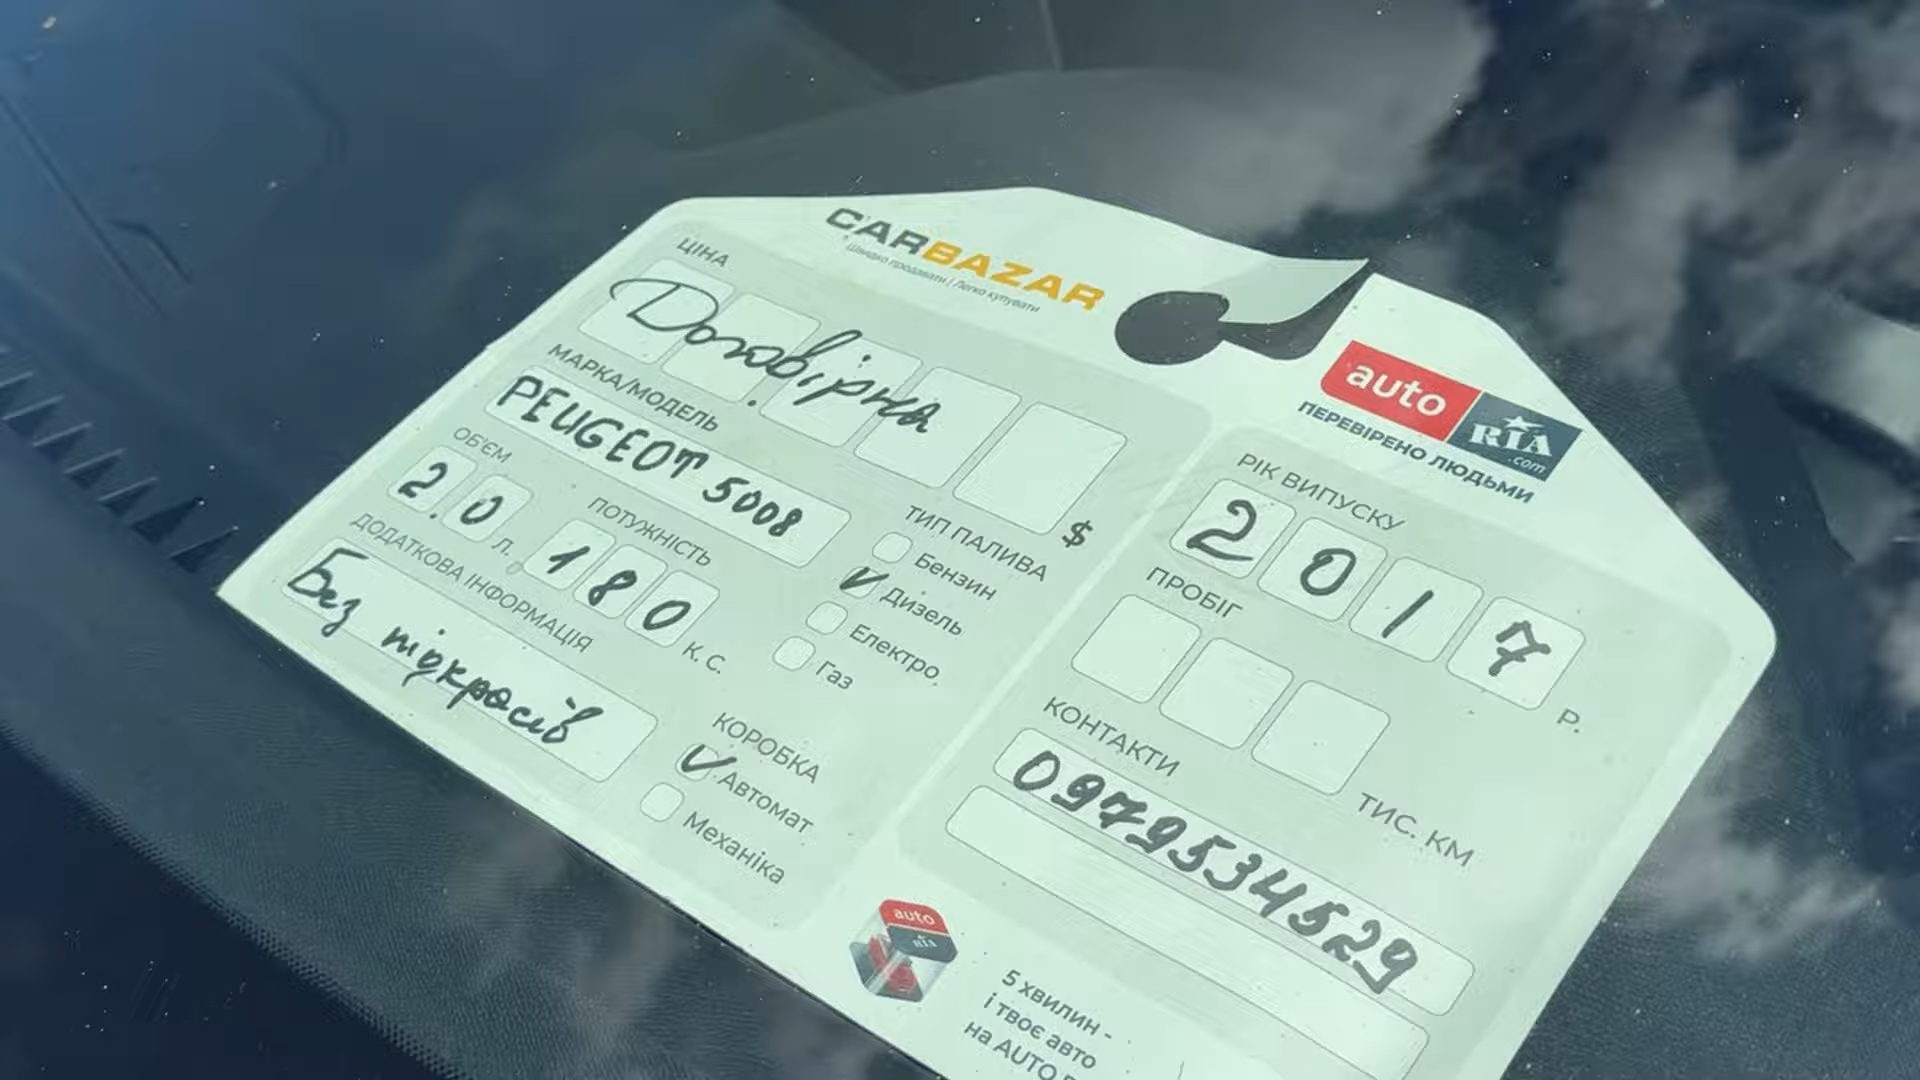 CARBAZAR
Швидко продавати | Легко купувати
ЦІНА
Договірна
$
МАРКА/МОДЕЛЬ
PEUGEOT 5008
ОБ'ЄМ
2.0 Л.
ПОТУЖНІСТЬ
180 К. С.
ДОДАТКОВА ІНФОРМАЦІЯ
Без підкрасів
ТИП ПАЛИВА
Бензин
Дизель
Електро
Газ
КОРОБКА
Автомат
Механіка
auto RIA .com
ПЕРЕВІРЕНО ЛЮДЬМИ
РІК ВИПУСКУ
2017 Р.
ПРОБІГ
ТИС. КМ
КОНТАКТИ
0979534529
auto
RIA
5 хвилин -
і твоє авто
на AUTO